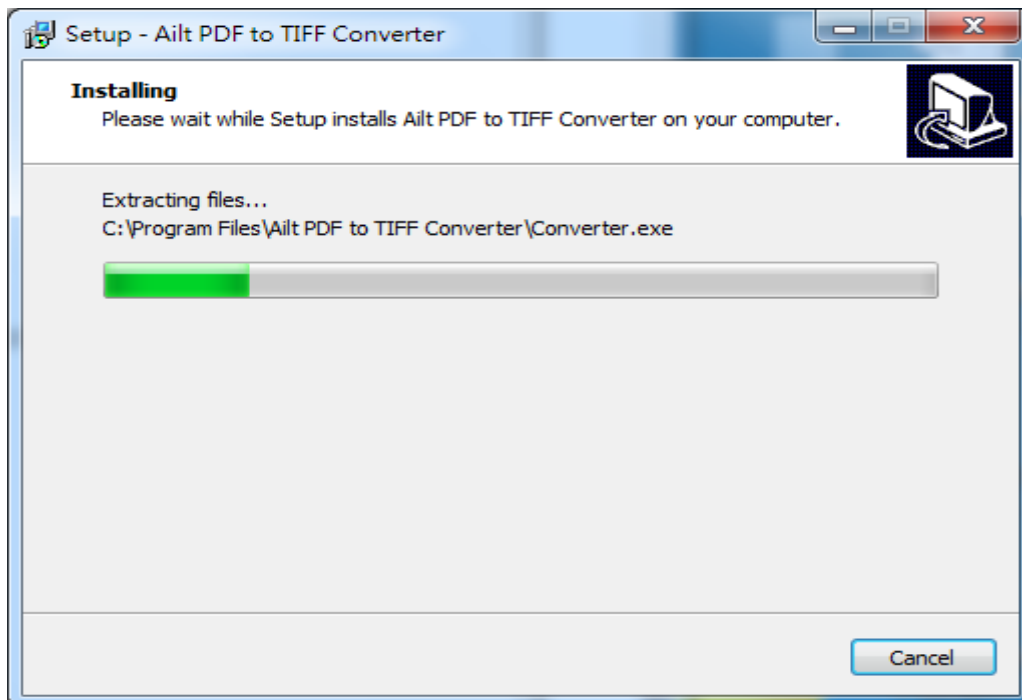 Setup - Ailt PDF to TIFF Converter
Installing
Please wait while Setup installs Ailt PDF to TIFF Converter on your computer.
Extracting files...
C:\Program Files\Ailt PDF to TIFF Converter\Converter.exe
Cancel